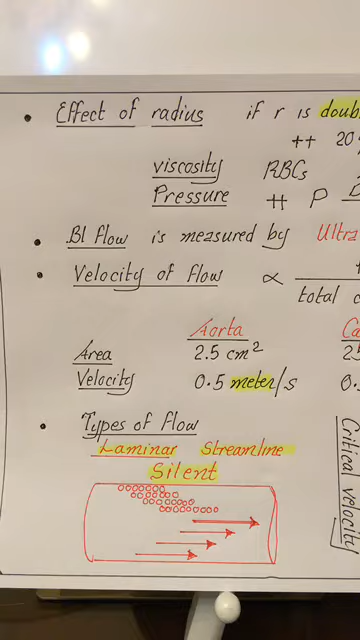 • Effect of radius if r is doub
++ 20
viscosity RBCs
Pressure ++ P
• Bl flow is measured by Ultra
• Velocity of flow ∝
total c
Aorta Ca
Area 2.5 cm² 25
Velocity 0.5 meter/s 0.
• Types of flow
Laminar Streamline
Silent
Critical velocity